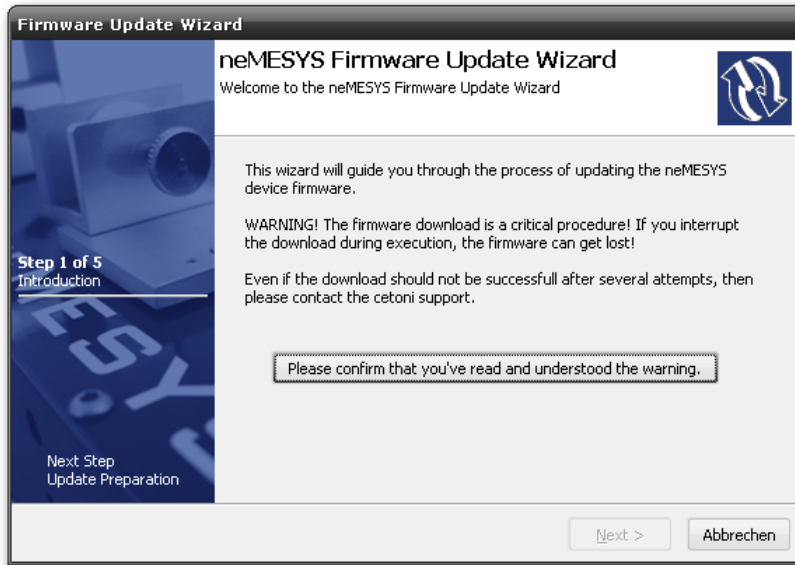 Firmware Update Wizard
neMESYS Firmware Update Wizard
Welcome to the neMESYS Firmware Update Wizard
This wizard will guide you through the process of updating the neMESYS
device firmware.
WARNING! The firmware download is a critical procedure! If you interrupt
the download during execution, the firmware can get lost!
Even if the download should not be successfull after several attempts, then
please contact the cetoni support.
Step 1 of 5
Introduction
Please confirm that you've read and understood the warning.
ESYS
Next Step
Update Preparation
Next >
Abbrechen